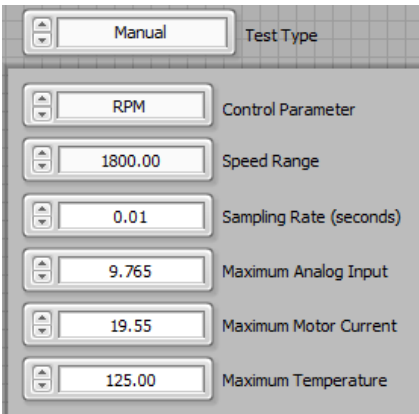 Manual Test Type
RPM Control Parameter
1800.00 Speed Range
0.01 Sampling Rate (seconds)
9.765 Maximum Analog Input
19.55 Maximum Motor Current
125.00 Maximum Temperature